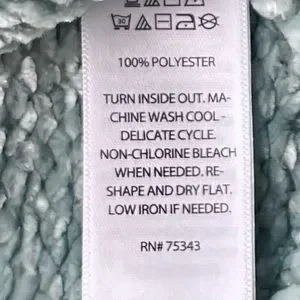 30
100% POLYESTER
TURN INSIDE OUT. MA-
CHINE WASH COOL -
DELICATE CYCLE.
NON-CHLORINE BLEACH
WHEN NEEDED. RE-
SHAPE AND DRY FLAT.
LOW IRON IF NEEDED.
RN# 75343